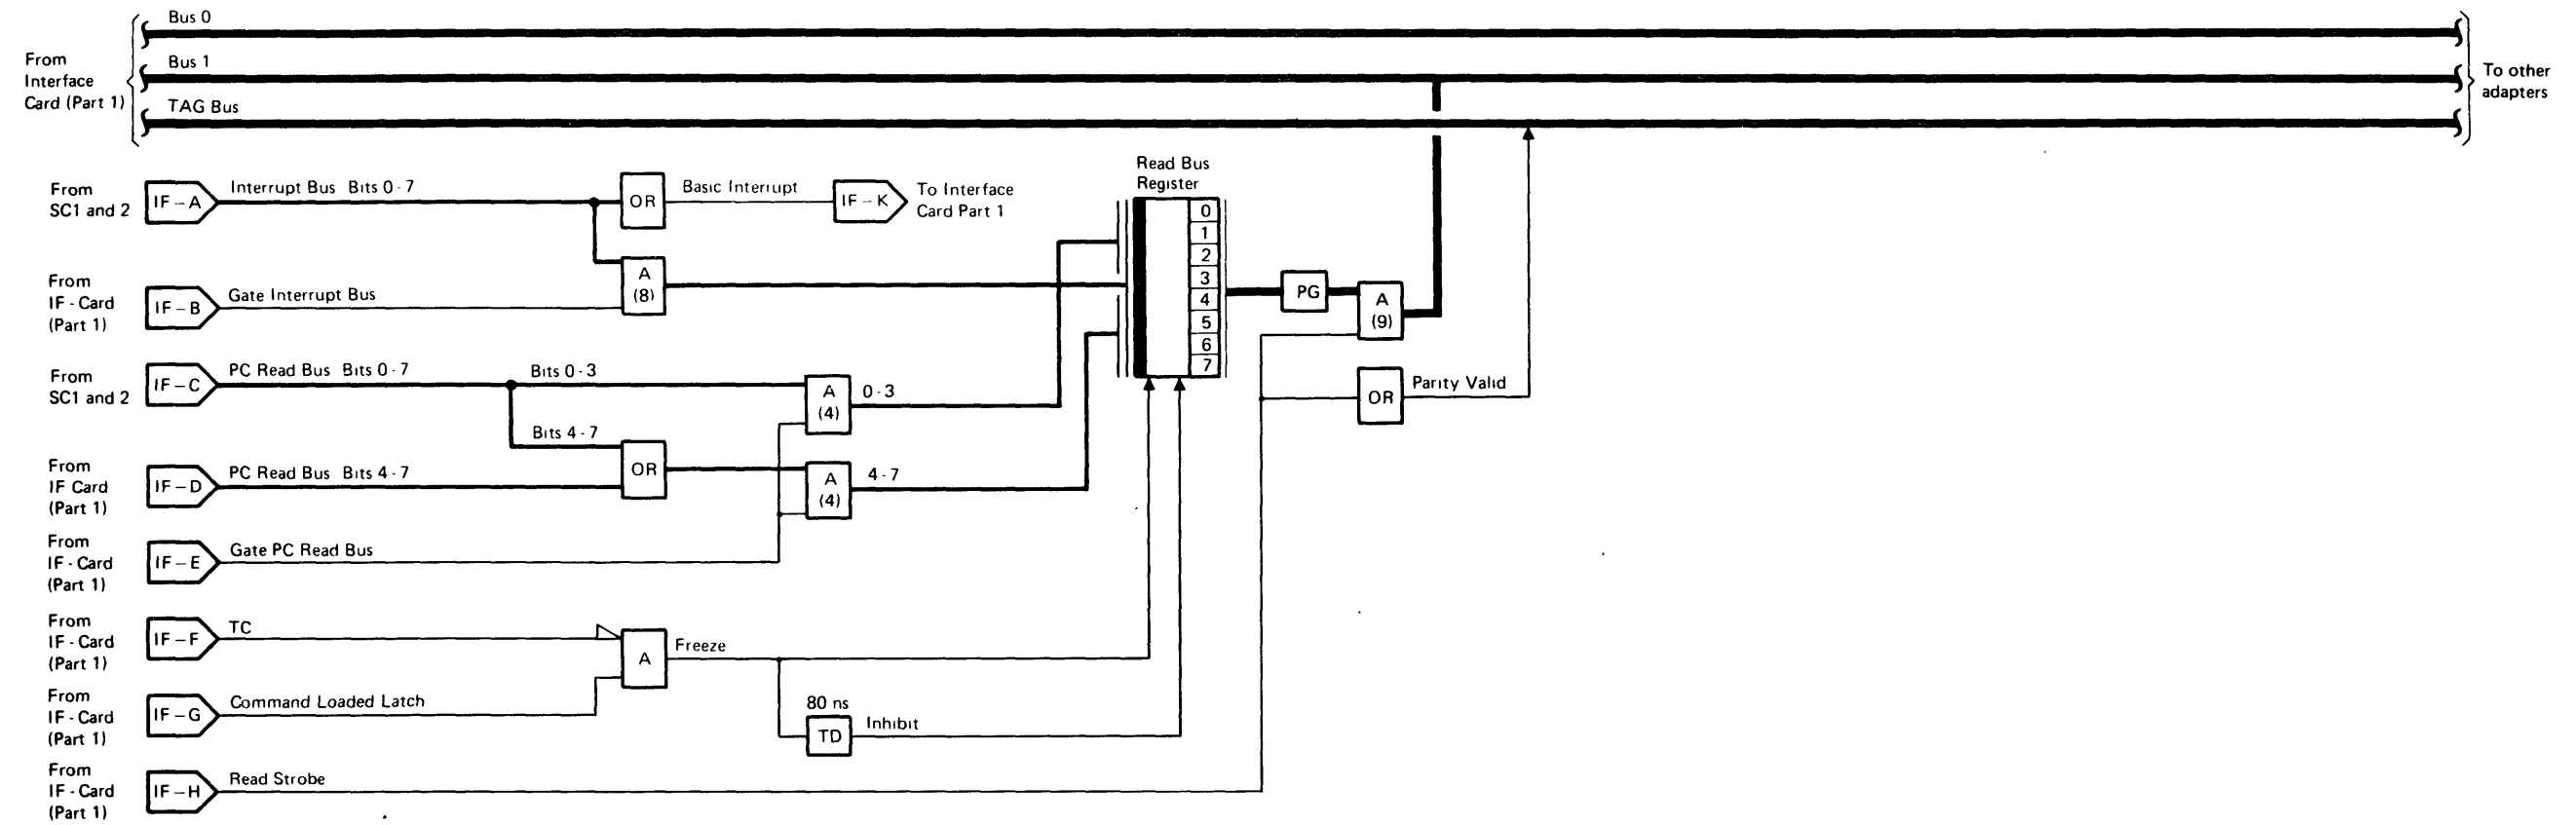 Bus 0
From
Interface
Card (Part 1)
Bus 1
TAG Bus
To other
adapters
From
SC1 and 2
IF - A
Interrupt Bus Bits 0 - 7
OR
Basic Interrupt
IF - K
To Interface
Card Part 1
Read Bus
Register
0
1
2
3
4
5
6
7
From
IF - Card
(Part 1)
IF - B
Gate Interrupt Bus
A
(8)
PG
A
(9)
From
SC1 and 2
IF - C
PC Read Bus Bits 0 - 7
Bits 0 - 3
A
(4)
0 - 3
OR
Parity Valid
Bits 4 - 7
From
IF Card
(Part 1)
IF - D
PC Read Bus Bits 4 - 7
OR
A
(4)
4 - 7
From
IF - Card
(Part 1)
IF - E
Gate PC Read Bus
From
IF - Card
(Part 1)
IF - F
TC
A
Freeze
From
IF - Card
(Part 1)
IF - G
Command Loaded Latch
80 ns
TD
Inhibit
From
IF - Card
(Part 1)
IF - H
Read Strobe